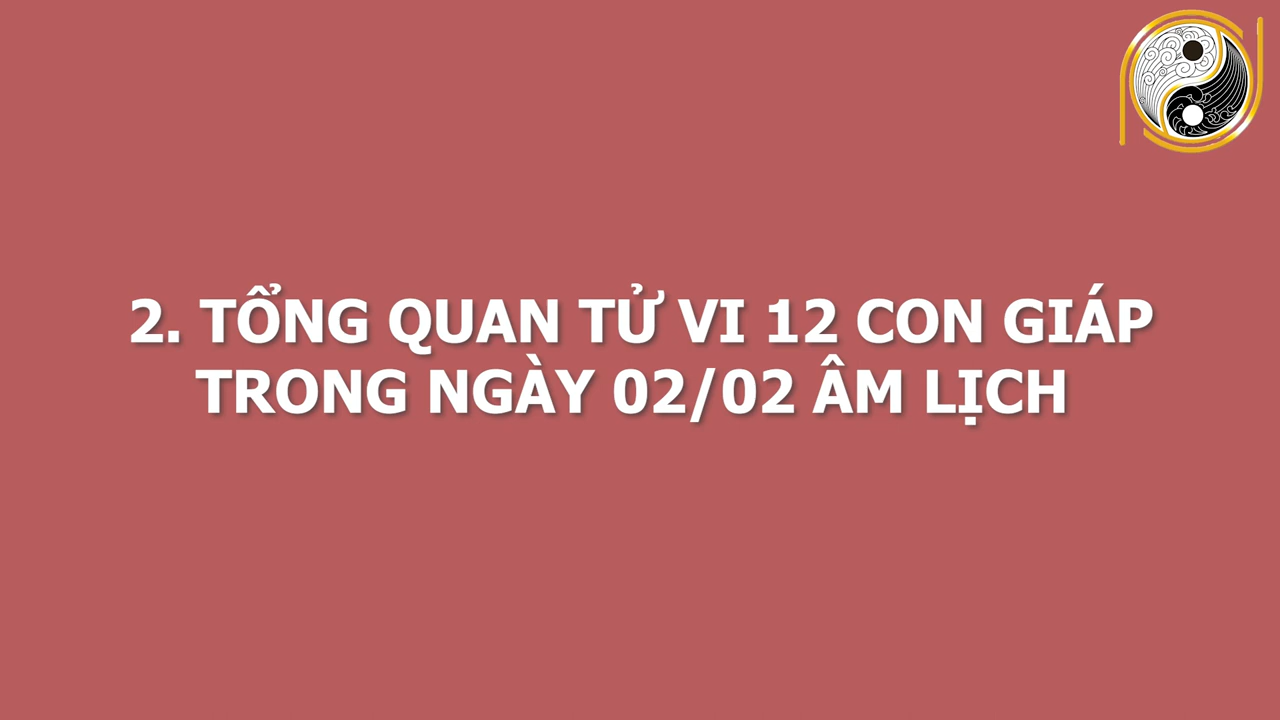 2. TỔNG QUAN TỬ VI 12 CON GIÁP
TRONG NGÀY 02/02 ÂM LỊCH